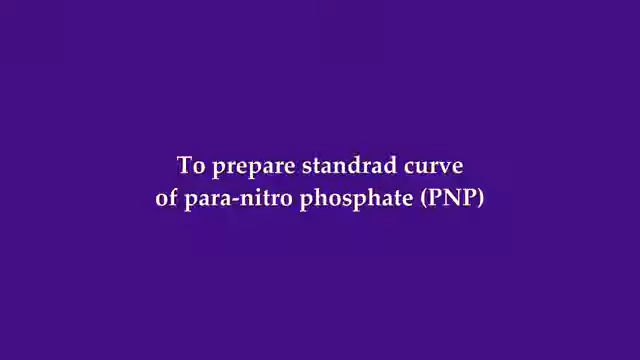 To prepare standrad curve
of para-nitro phosphate (PNP)